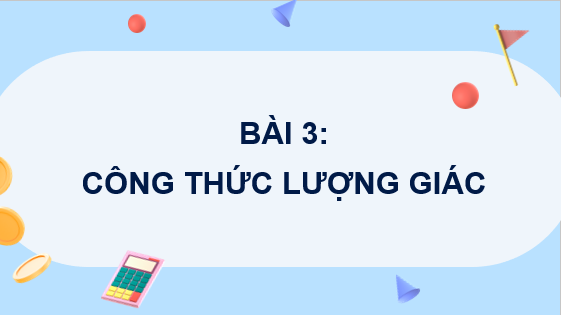 BÀI 3:
CÔNG THỨC LƯỢNG GIÁC